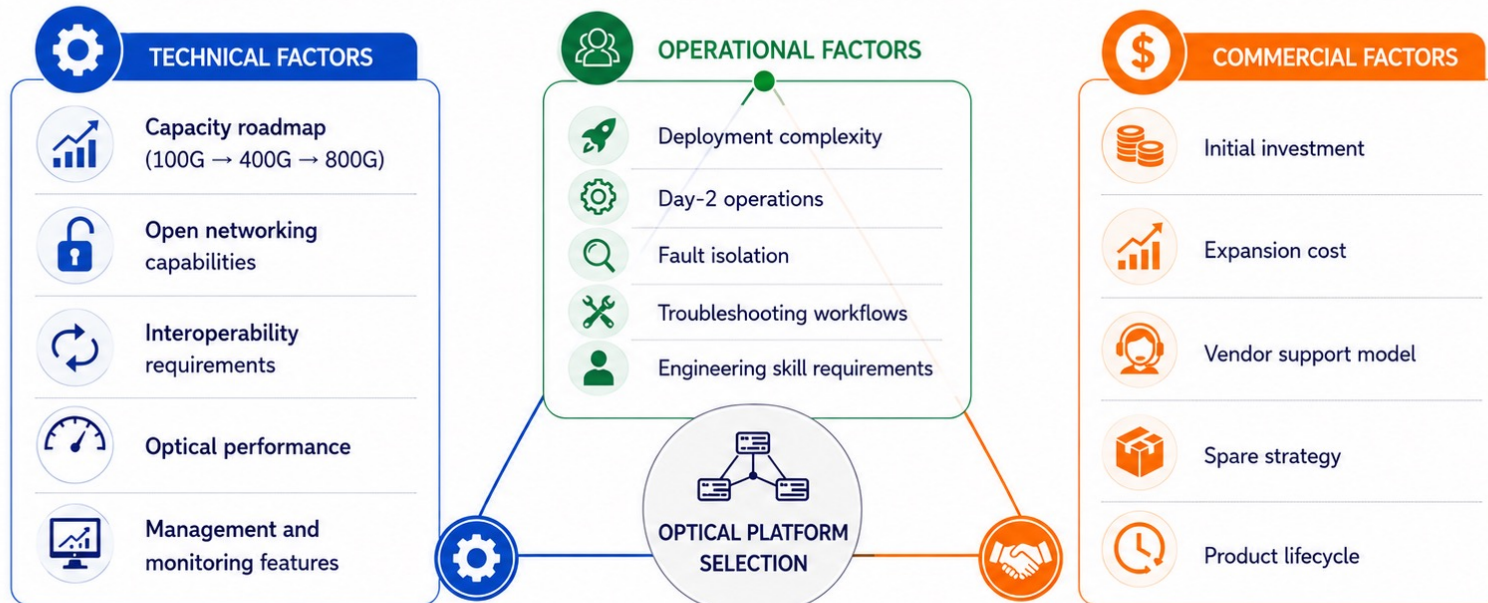 TECHNICAL FACTORS
Capacity roadmap
(100G → 400G → 800G)
Open networking
capabilities
Interoperability
requirements
Optical performance
Management and
monitoring features
OPERATIONAL FACTORS
Deployment complexity
Day-2 operations
Fault isolation
Troubleshooting workflows
Engineering skill requirements
OPTICAL PLATFORM
SELECTION
$
COMMERCIAL FACTORS
Initial investment
Expansion cost
Vendor support model
Spare strategy
Product lifecycle